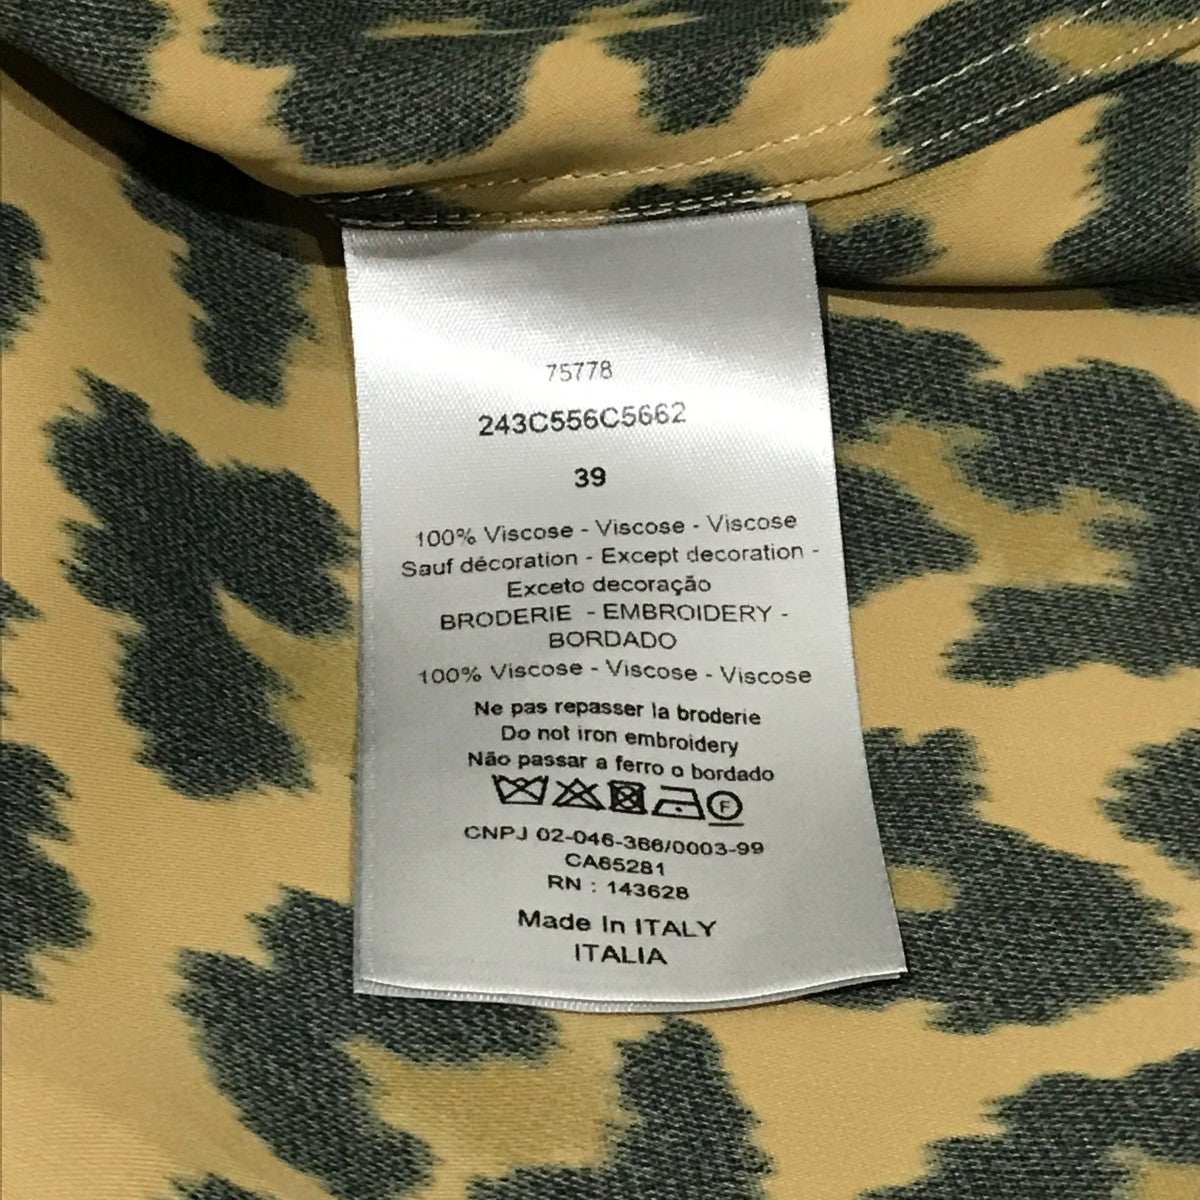 75778
243C556C5662
39
100% Viscose - Viscose - Viscose
Sauf décoration - Except decoration -
Exceto decoração
BRODERIE - EMBROIDERY -
BORDADO
100% Viscose - Viscose - Viscose
Ne pas repasser la broderie
Do not iron embroidery
Não passar a ferro o bordado
F
CNPJ 02-046-386/0003-99
CA65281
RN : 143628
Made In ITALY
ITALIA